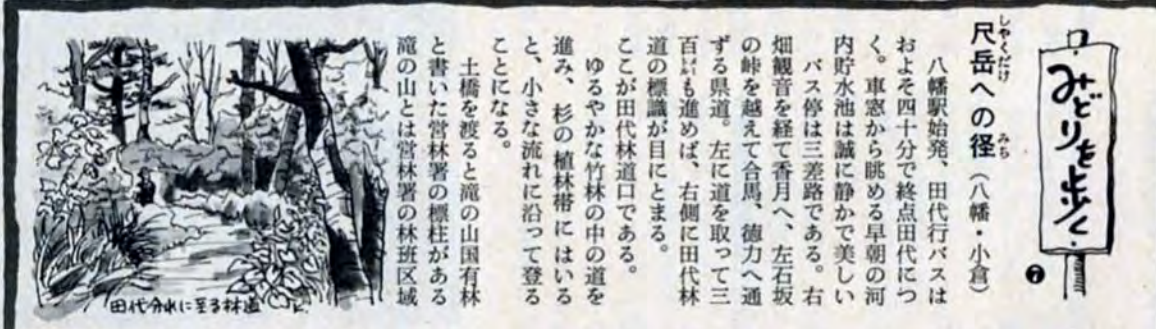 みどりを歩く
❼
尺岳への径（八幡・小倉）
しやくだけ
みち
八幡駅始発、田代行バスは
およそ四十分で終点田代につ
く。車窓から眺める早朝の河
内貯水池は誠に静かで美しい
バス停は三差路である。右
畑観音を経て香月へ、左石坂
の峠を越えて合馬、徳力へ通
ずる県道。左に道を取って三
百㍍も進めば、右側に田代林
道の標識が目にとまる。
ここが田代林道口である。
ゆるやかな竹林の中の道を
進み、杉の植林帯にはいる
と、小さな流れに沿って登る
ことになる。
土橋を渡ると滝の山国有林
と書いた営林署の標柱がある
滝の山とは営林署の林班区域
田代分れに至る林道